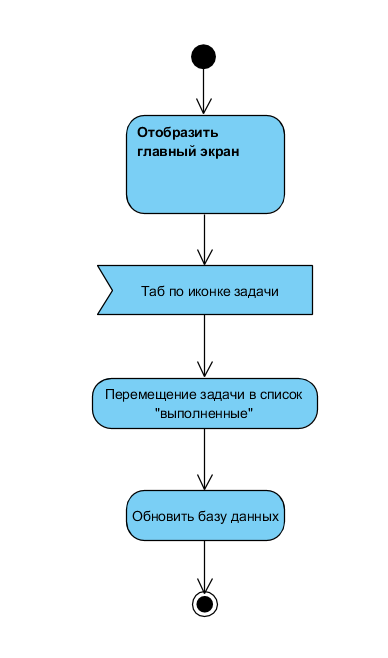 Отобразить
главный экран
Таб по иконке задачи
Перемещение задачи в список
"выполненные"
Обновить базу данных